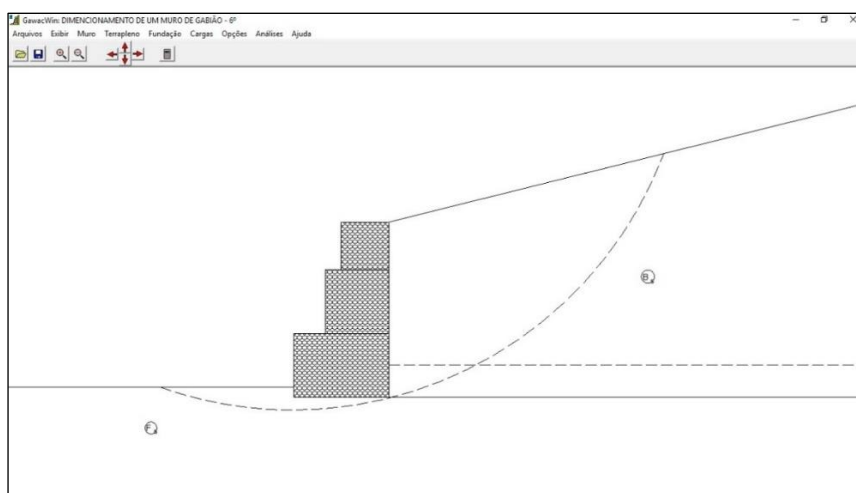 GawacWin: DIMENCIONAMENTO DE UM MURO DE GABIÃO - 6º
Arquivos Exibir Muro Terrapleno Fundação Cargas Opções Análises Ajuda
B
F